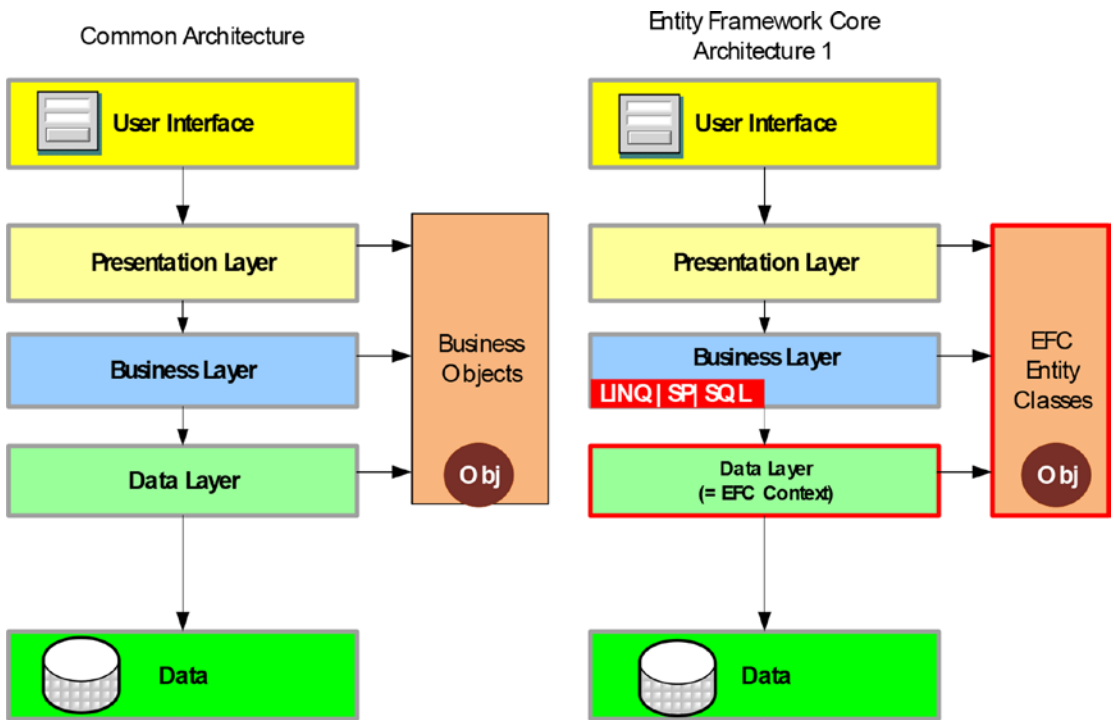 Common Architecture
User Interface
Presentation Layer
Business Layer
Data Layer
Business
Objects
Obj
Data
Entity Framework Core
Architecture 1
User Interface
Presentation Layer
Business Layer
LINQ| SP| SQL
Data Layer
(= EFC Context)
EFC
Entity
Classes
Obj
Data